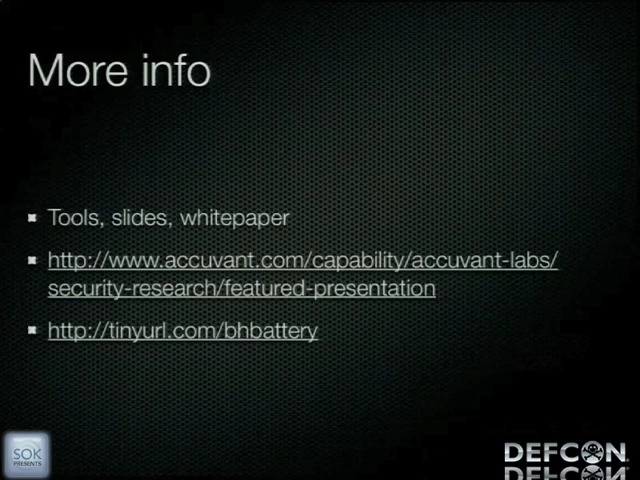 More info
Tools, slides, whitepaper
http://www.accuvant.com/capability/accuvant-labs/
security-research/featured-presentation
http://tinyurl.com/bhbattery
SOK
PRESENTS
DEFCON